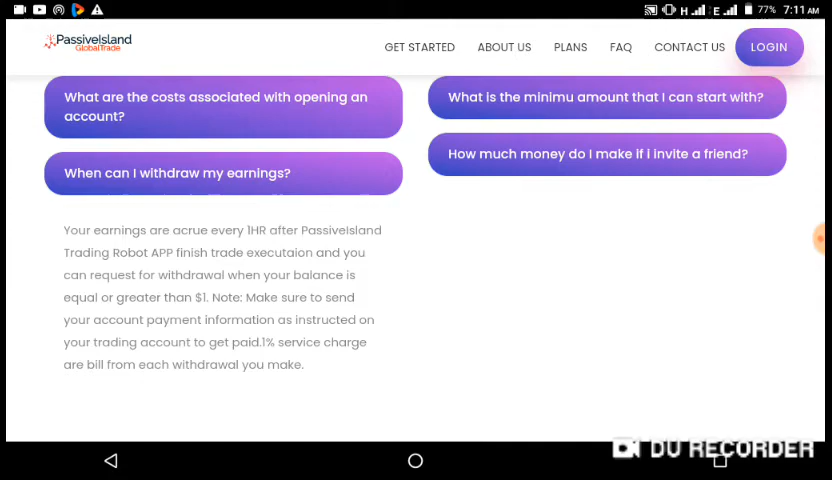 H E 77% 7:11 AM
PassiveIsland
GlobalTrade
GET STARTED ABOUT US PLANS FAQ CONTACT US LOGIN
What are the costs associated with opening an
account?
When can I withdraw my earnings?
Your earnings are acrue every 1HR after PassiveIsland
Trading Robot APP finish trade executaion and you
can request for withdrawal when your balance is
equal or greater than $1. Note: Make sure to send
your account payment information as instructed on
your trading account to get paid.1% service charge
are bill from each withdrawal you make.
What is the minimu amount that I can start with?
How much money do I make if i invite a friend?
DU RECORDER